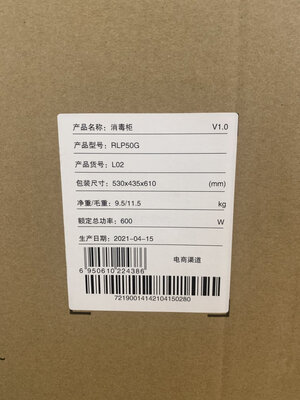 产品名称：消毒柜 V1.0
产品型号：RLP50G
产品货号：L02
包装尺寸：530x435x610 (mm)
净重/毛重：9.5/11.5 kg
额定总功率：600 W
生产日期：2021-04-15
电商渠道
6 950610 224386
72190014142104150280